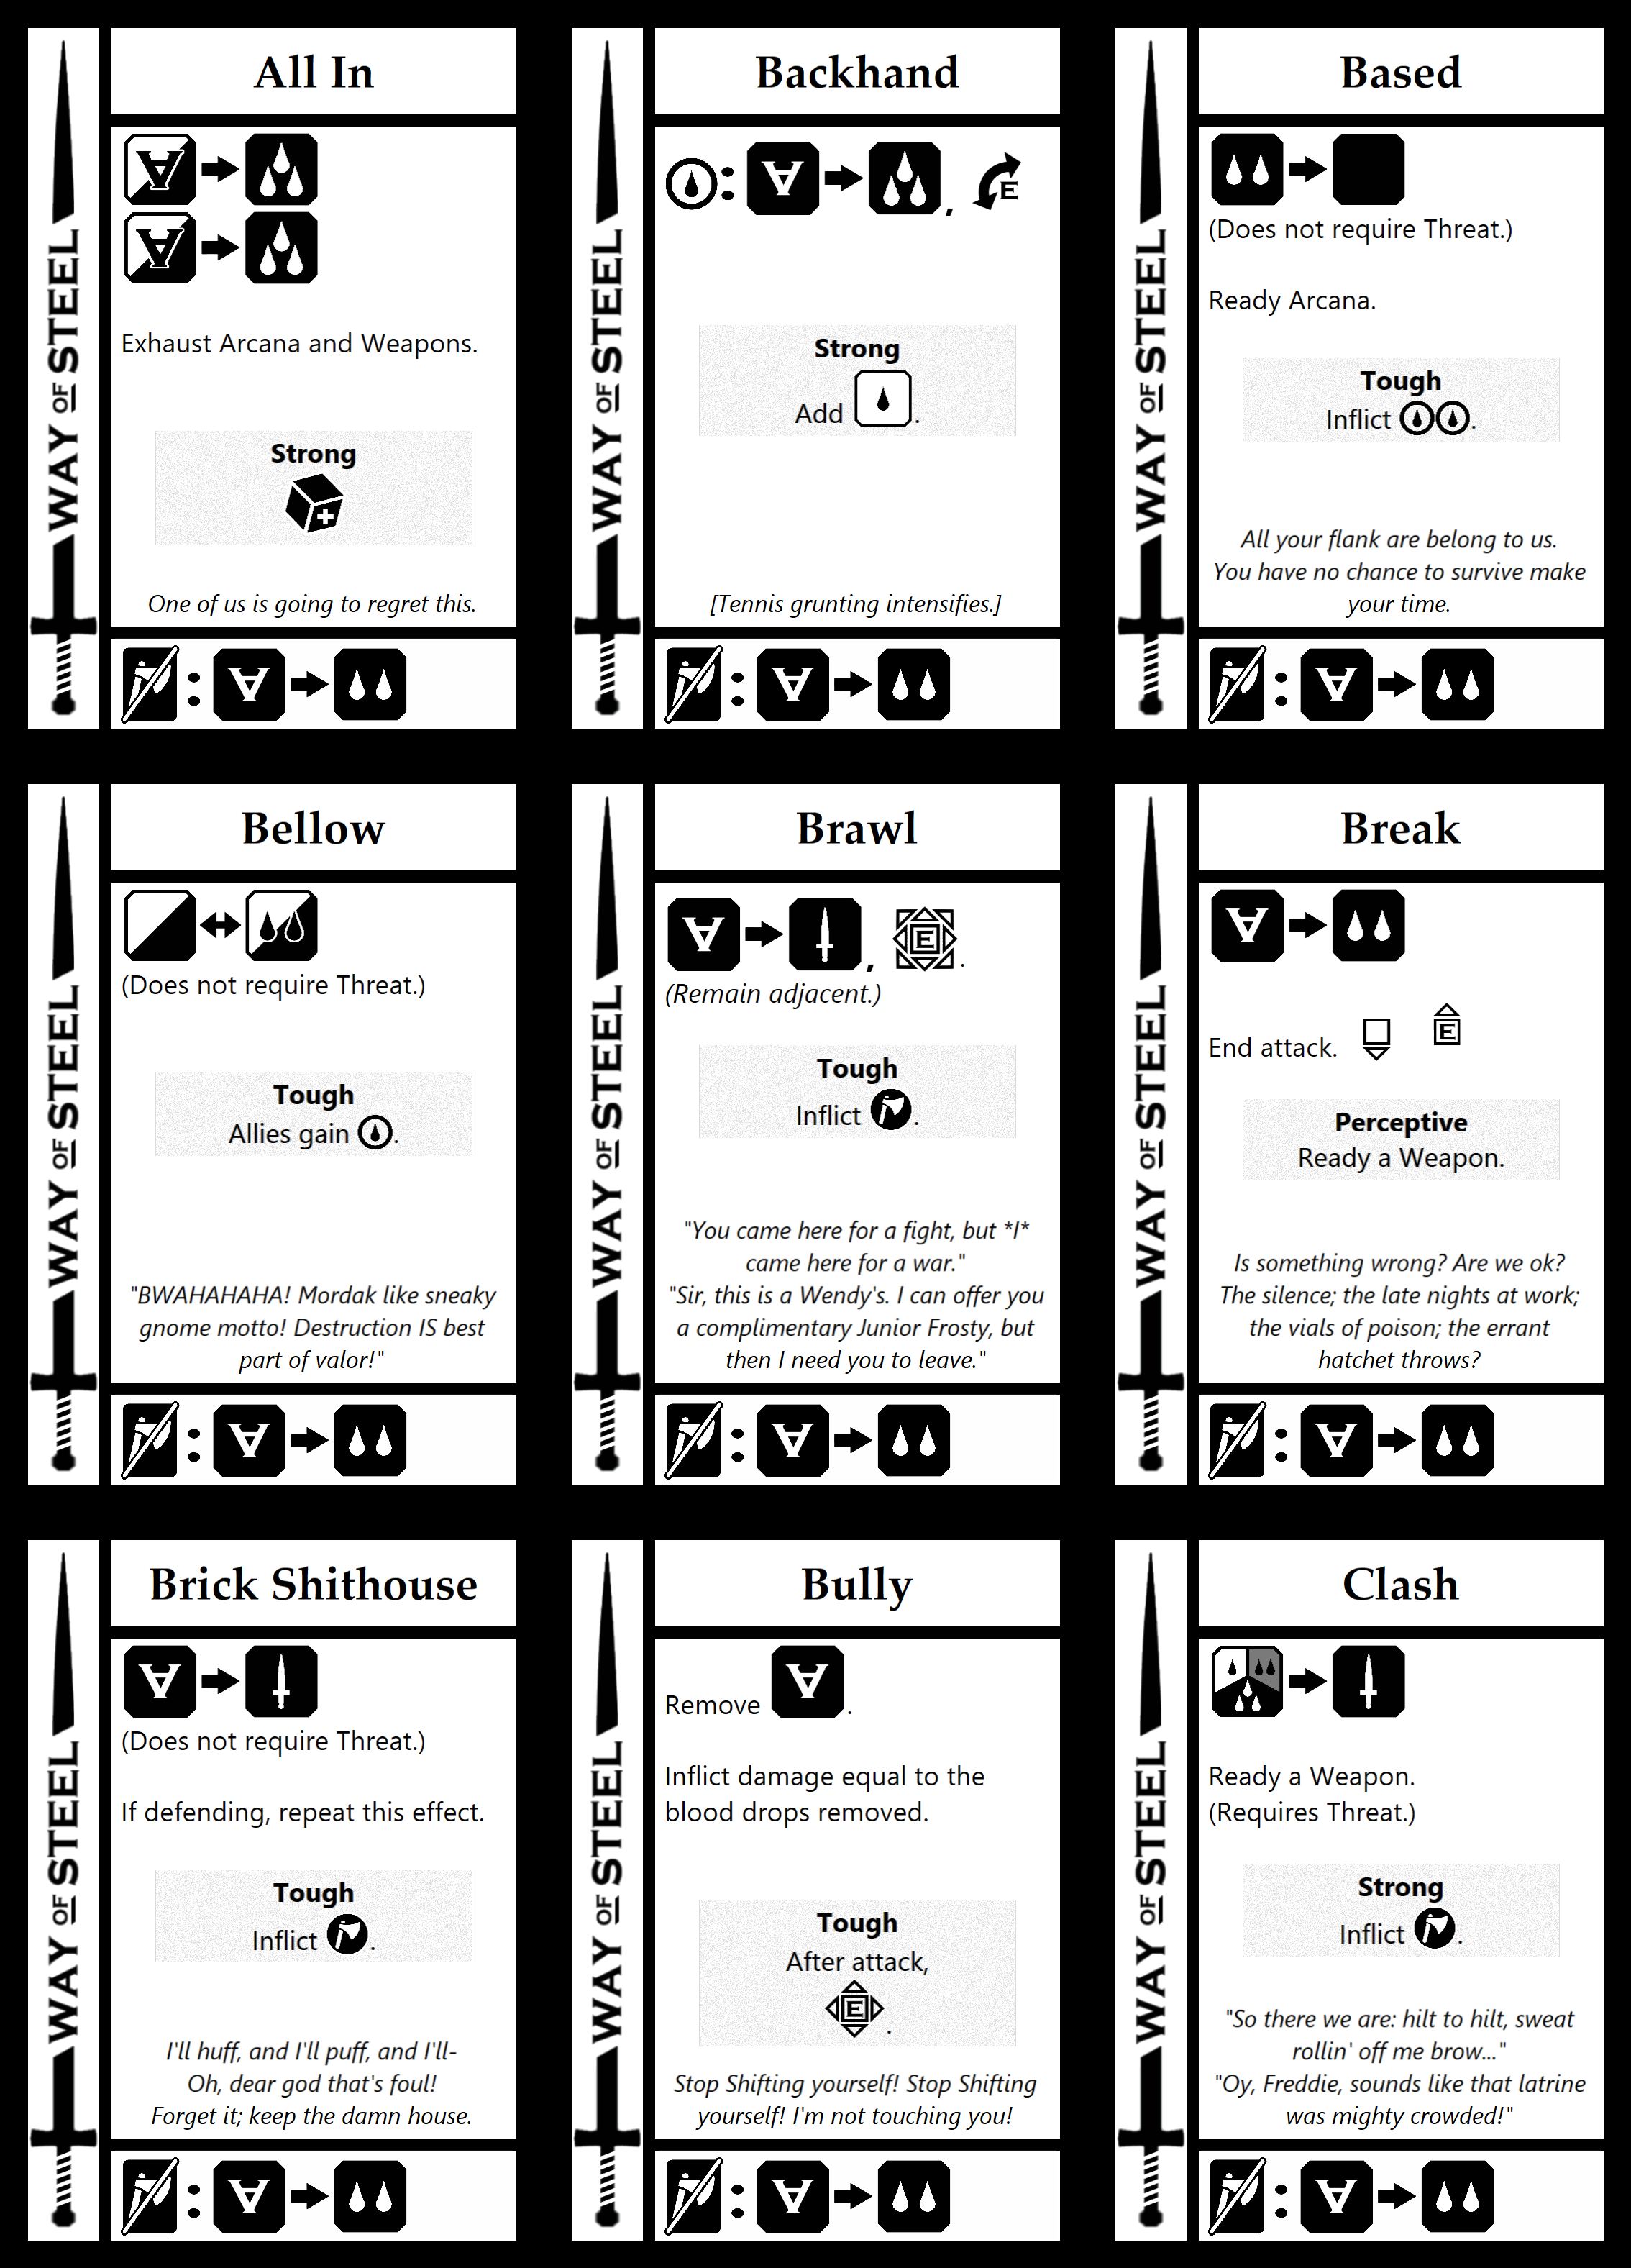 WAY OF STEEL
All In
Exhaust Arcana and Weapons.
Strong
One of us is going to regret this.
WAY OF STEEL
Backhand
E
Strong
Add .
[Tennis grunting intensifies.]
WAY OF STEEL
Based
(Does not require Threat.)
Ready Arcana.
Tough
Inflict .
All your flank are belong to us.
You have no chance to survive make
your time.
WAY OF STEEL
Bellow
(Does not require Threat.)
Tough
Allies gain .
"BWAHAHAHA! Mordak like sneaky
gnome motto! Destruction IS best
part of valor!"
WAY OF STEEL
Brawl
, E .
(Remain adjacent.)
Tough
Inflict .
"You came here for a fight, but *I*
came here for a war."
"Sir, this is a Wendy's. I can offer you
a complimentary Junior Frosty, but
then I need you to leave."
WAY OF STEEL
Break
End attack. E
Perceptive
Ready a Weapon.
Is something wrong? Are we ok?
The silence; the late nights at work;
the vials of poison; the errant
hatchet throws?
WAY OF STEEL
Brick Shithouse
(Does not require Threat.)
If defending, repeat this effect.
Tough
Inflict .
I'll huff, and I'll puff, and I'll-
Oh, dear god that's foul!
Forget it; keep the damn house.
WAY OF STEEL
Bully
Remove .
Inflict damage equal to the
blood drops removed.
Tough
After attack,
E .
Stop Shifting yourself! Stop Shifting
yourself! I'm not touching you!
WAY OF STEEL
Clash
Ready a Weapon.
(Requires Threat.)
Strong
Inflict .
"So there we are: hilt to hilt, sweat
rollin' off me brow..."
"Oy, Freddie, sounds like that latrine
was mighty crowded!"